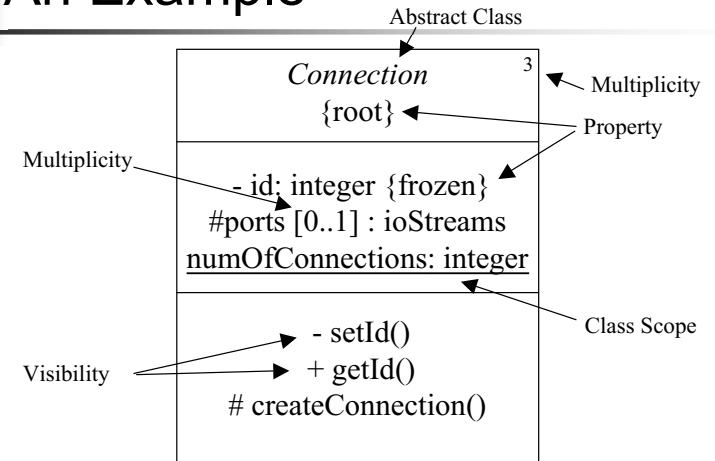 An Example
Abstract Class
Connection
3
Multiplicity
{root}
Property
Multiplicity
- id: integer {frozen}
#ports [0..1] : ioStreams
numOfConnections: integer
Class Scope
- setId()
Visibility
+ getId()
# createConnection()